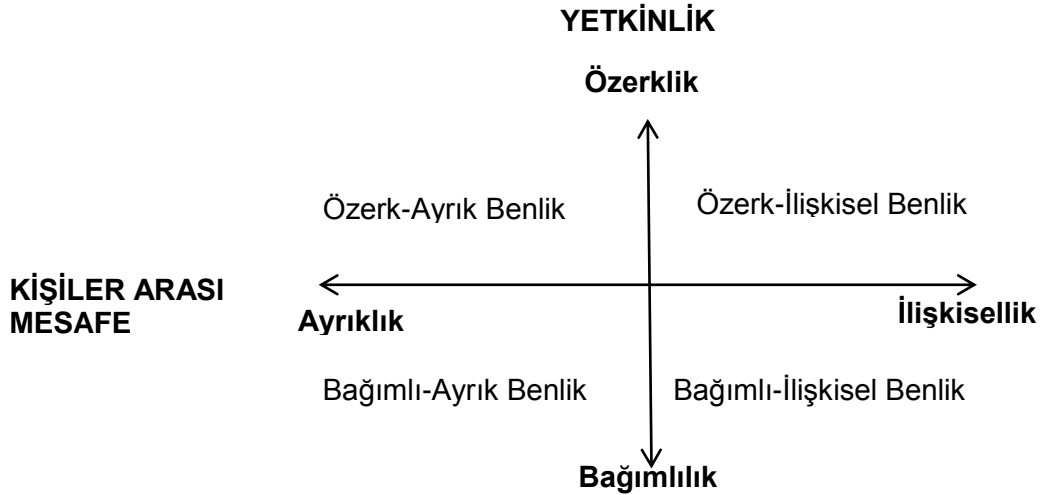 YETKİNLİK
Özerklik
Özerk-Ayrık Benlik
Özerk-İlişkisel Benlik
KİŞİLER ARASI
MESAFE
Ayrıklık
İlişkisellik
Bağımlı-Ayrık Benlik
Bağımlı-İlişkisel Benlik
Bağımlılık